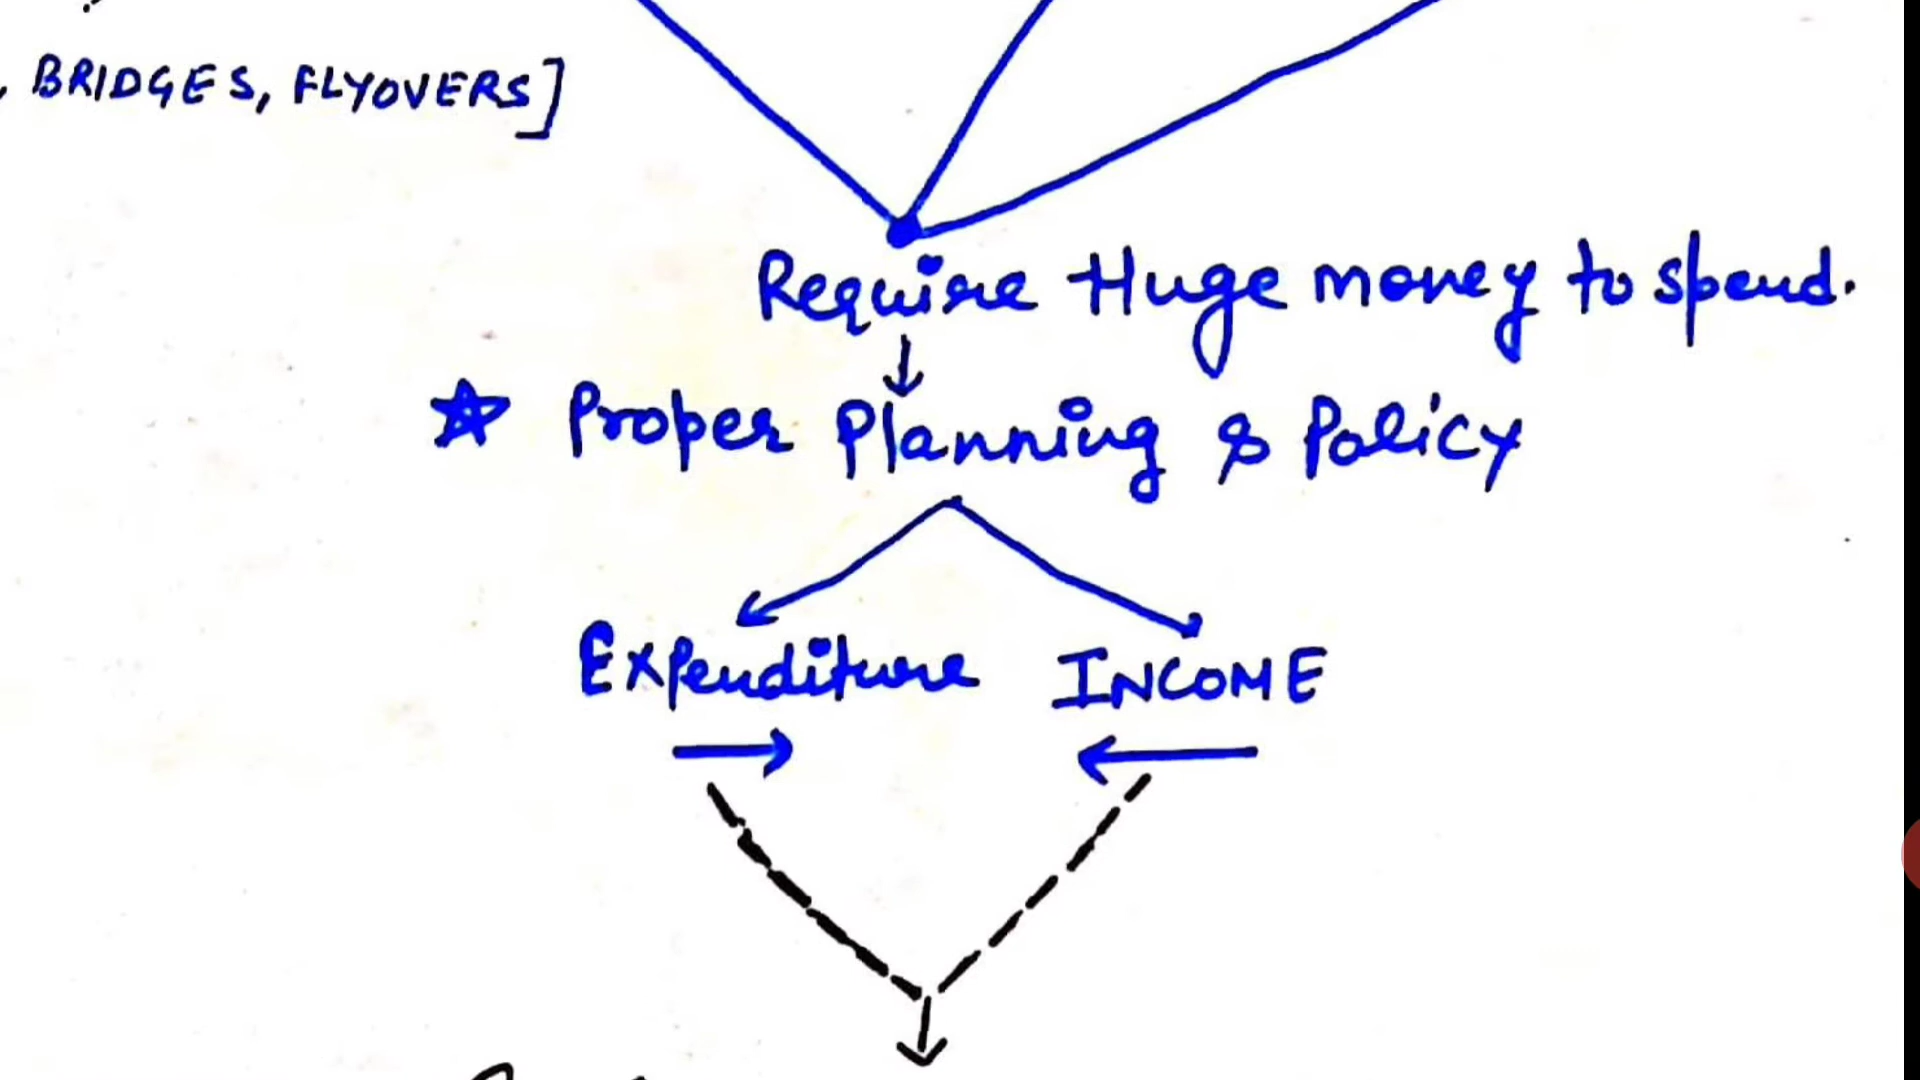 , BRIDGES, FLYOVERS]
Require Huge money to spend.
Proper Planning & Policy
Expenditure INCOME